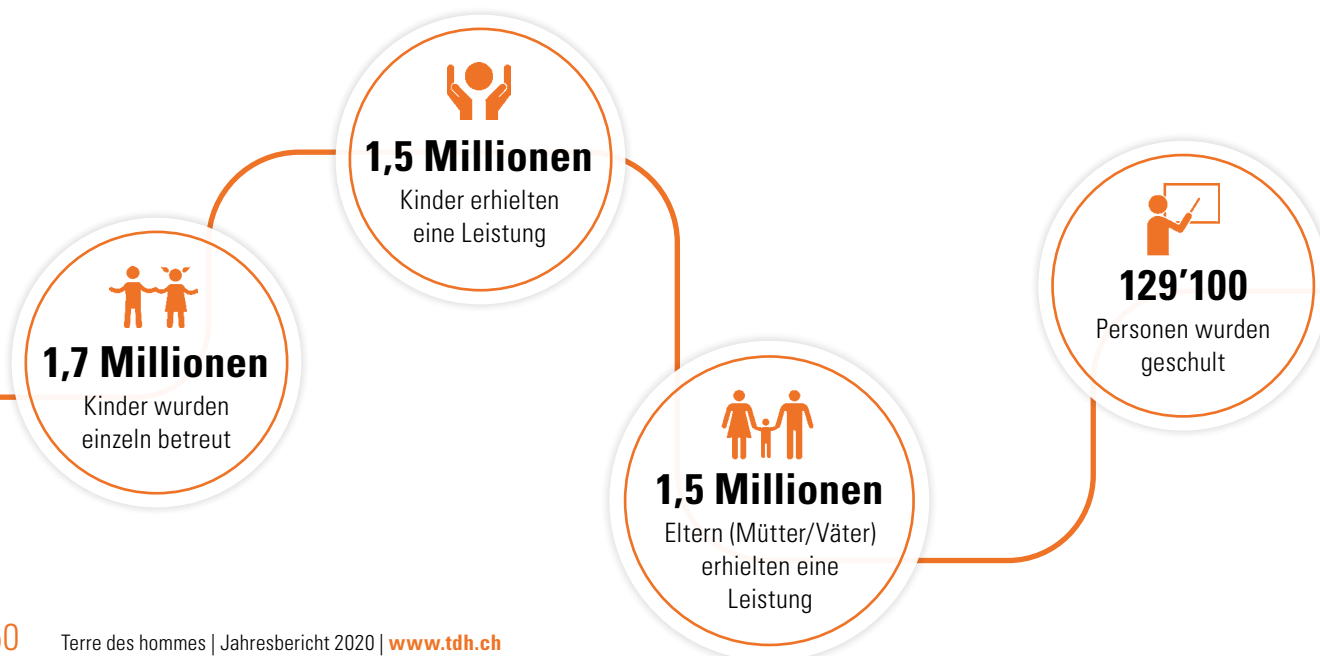 1,7 Millionen
Kinder wurden
einzeln betreut
1,5 Millionen
Kinder erhielten
eine Leistung
1,5 Millionen
Eltern (Mütter/Väter)
erhielten eine
Leistung
129’100
Personen wurden
geschult
Terre des hommes | Jahresbericht 2020 | www.tdh.ch